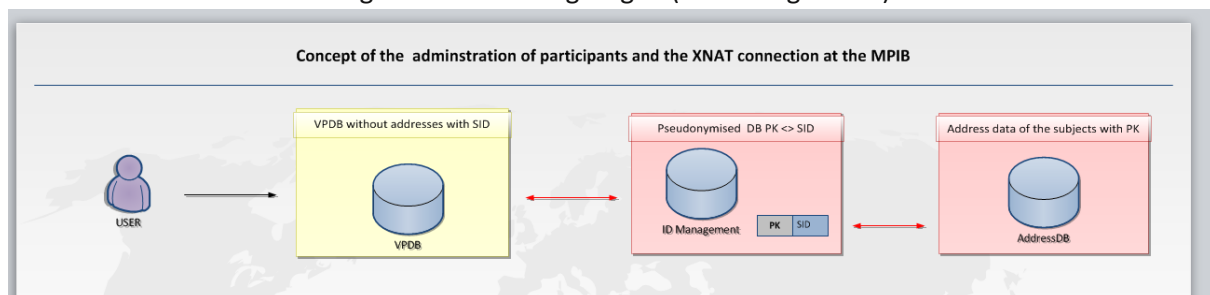 Concept of the  adminstration of participants and the XNAT connection at the MPIB
VPDB without addresses with SID
Pseudonymised  DB PK <> SID
Address data of the subjects with PK
USER
VPDB
ID Management
PK
SID
AddressDB